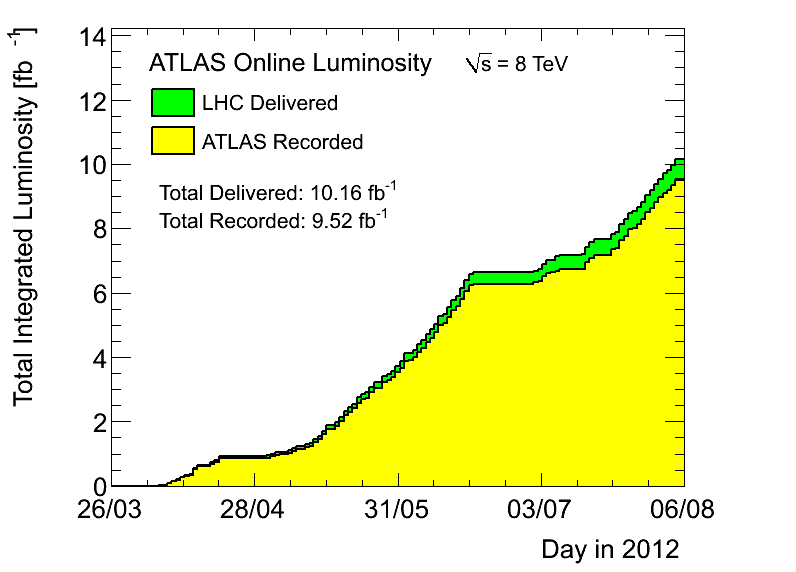 Total Integrated Luminosity [fb⁻¹]
ATLAS Online Luminosity √s = 8 TeV
LHC Delivered
ATLAS Recorded
Total Delivered: 10.16 fb⁻¹
Total Recorded: 9.52 fb⁻¹
14
12
10
8
6
4
2
0
26/03 28/04 31/05 03/07 06/08
Day in 2012